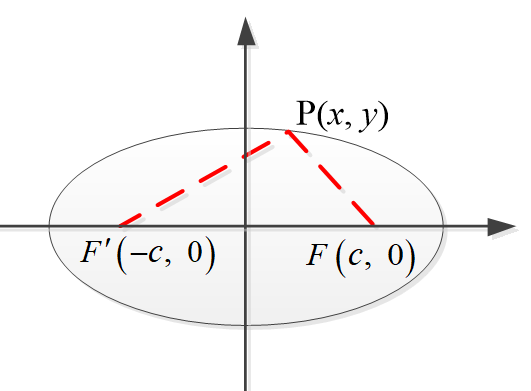 P(x, y)
F′(−c, 0)
F(c, 0)